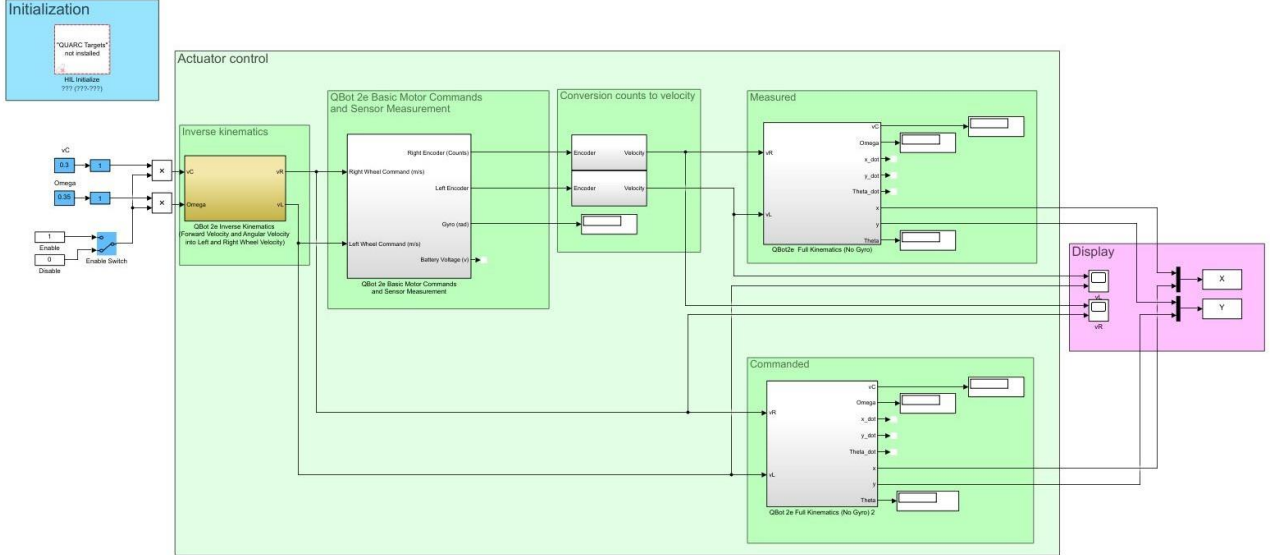 Initialization
"QUARC Targets"
not installed
HIL Initialize
??? (???-???)
vC
0.3
1
×
Omega
0.35
1
×
1
Enable
0
Disable
Enable Switch
Actuator control
Inverse kinematics
vC
vR
Omega
vL
QBot 2e Inverse Kinematics
(Forward Velocity and Angular Velocity
into Left and Right Wheel Velocity)
QBot 2e Basic Motor Commands
and Sensor Measurement
Right Encoder (Counts)
Right Wheel Command (m/s)
Left Encoder
Gyro (rad)
Left Wheel Command (m/s)
Battery Voltage (v)
QBot 2e Basic Motor Commands
and Sensor Measurement
Conversion counts to velocity
Encoder
Velocity
Encoder
Velocity
Measured
vC
Omega
vR
x_dot
y_dot
Theta_dot
x
vL
y
Theta
QBot2e Full Kinematics (No Gyro)
Display
vL
vR
X
Y
Commanded
vC
Omega
vR
x_dot
y_dot
Theta_dot
x
vL
y
Theta
QBot 2e Full Kinematics (No Gyro) 2